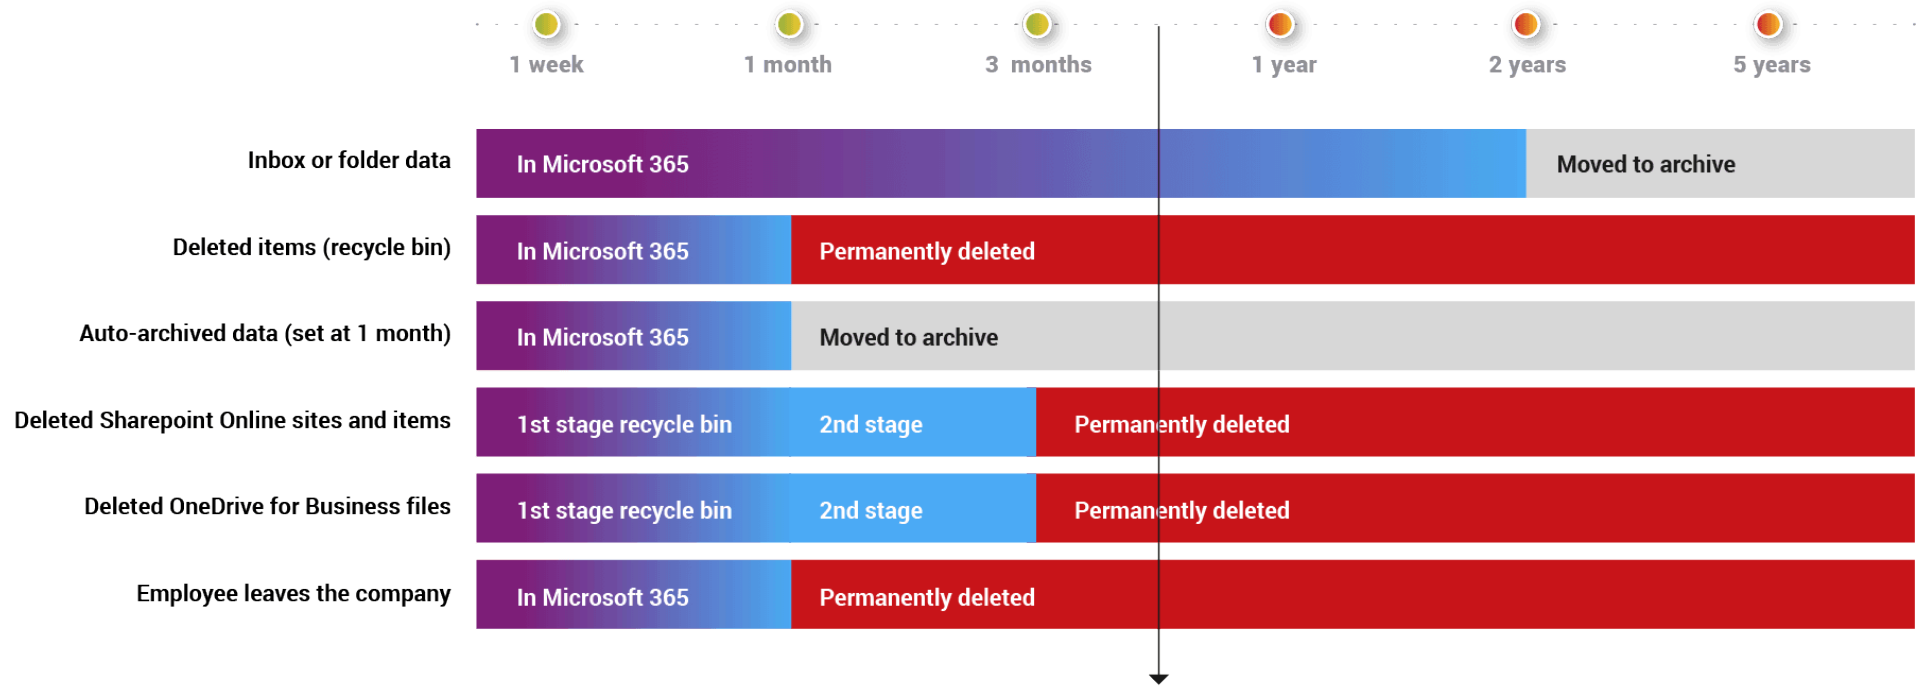 1 week
1 month
3 months
1 year
2 years
5 years
Inbox or folder data
In Microsoft 365
Moved to archive
Deleted items (recycle bin)
In Microsoft 365
Permanently deleted
Auto-archived data (set at 1 month)
In Microsoft 365
Moved to archive
Deleted Sharepoint Online sites and items
1st stage recycle bin
2nd stage
Permanently deleted
Deleted OneDrive for Business files
1st stage recycle bin
2nd stage
Permanently deleted
Employee leaves the company
In Microsoft 365
Permanently deleted